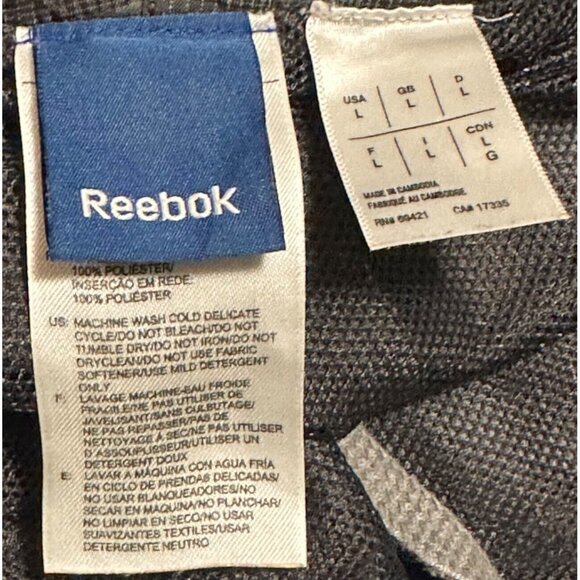 Reebok
100% POLIÉSTER/
INSERÇÃO EM REDE:
100% POLIÉSTER
US: MACHINE WASH COLD DELICATE
CYCLE/DO NOT BLEACH/DO NOT
TUMBLE DRY/DO NOT IRON/DO NOT
DRYCLEAN/DO NOT USE FABRIC
SOFTENER/USE MILD DETERGENT
ONLY
F: LAVAGE MACHINE-EAU FROIDE
FRAGILE/NE PAS UTILISER DE
JAVELISANT/SANS CULBUTAGE/
NE PAS REPASSER/PAS DE
NETTOYAGE A SEC/NE PAS UTILISER
D ASSOUPLISSEUR/UTILISER UN
DETERGENT DOUX
E: LAVAR A MÁQUINA CON AGUA FRÍA
EN CICLO DE PRENDAS DELICADAS/
NO USAR BLANQUEADORES/NO
SECAR EN MAQUINA/NO PLANCHAR/
NO LIMPIAR EN SECO/NO USAR
SUAVIZANTES TEXTILES/USAR
DETERGENTE NEUTRO
USA GB D
L L L
F I CDN
L L L
G
MADE IN CAMBODIA
FABRIQUÉ AU CAMBODGE
RN# 69421 CA# 17335